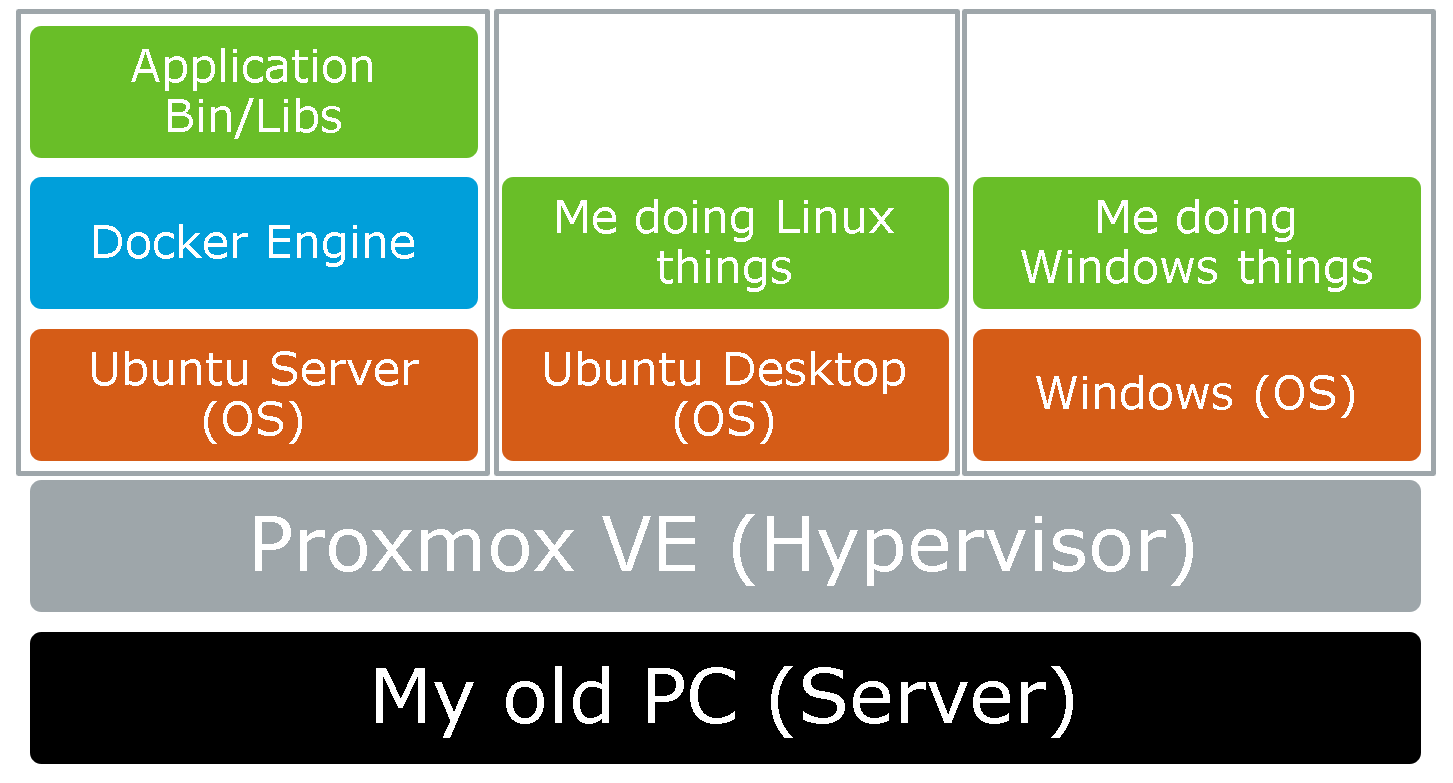 Application
Bin/Libs
Docker Engine
Me doing Linux
things
Me doing
Windows things
Ubuntu Server
(OS)
Ubuntu Desktop
(OS)
Windows (OS)
Proxmox VE (Hypervisor)
My old PC (Server)